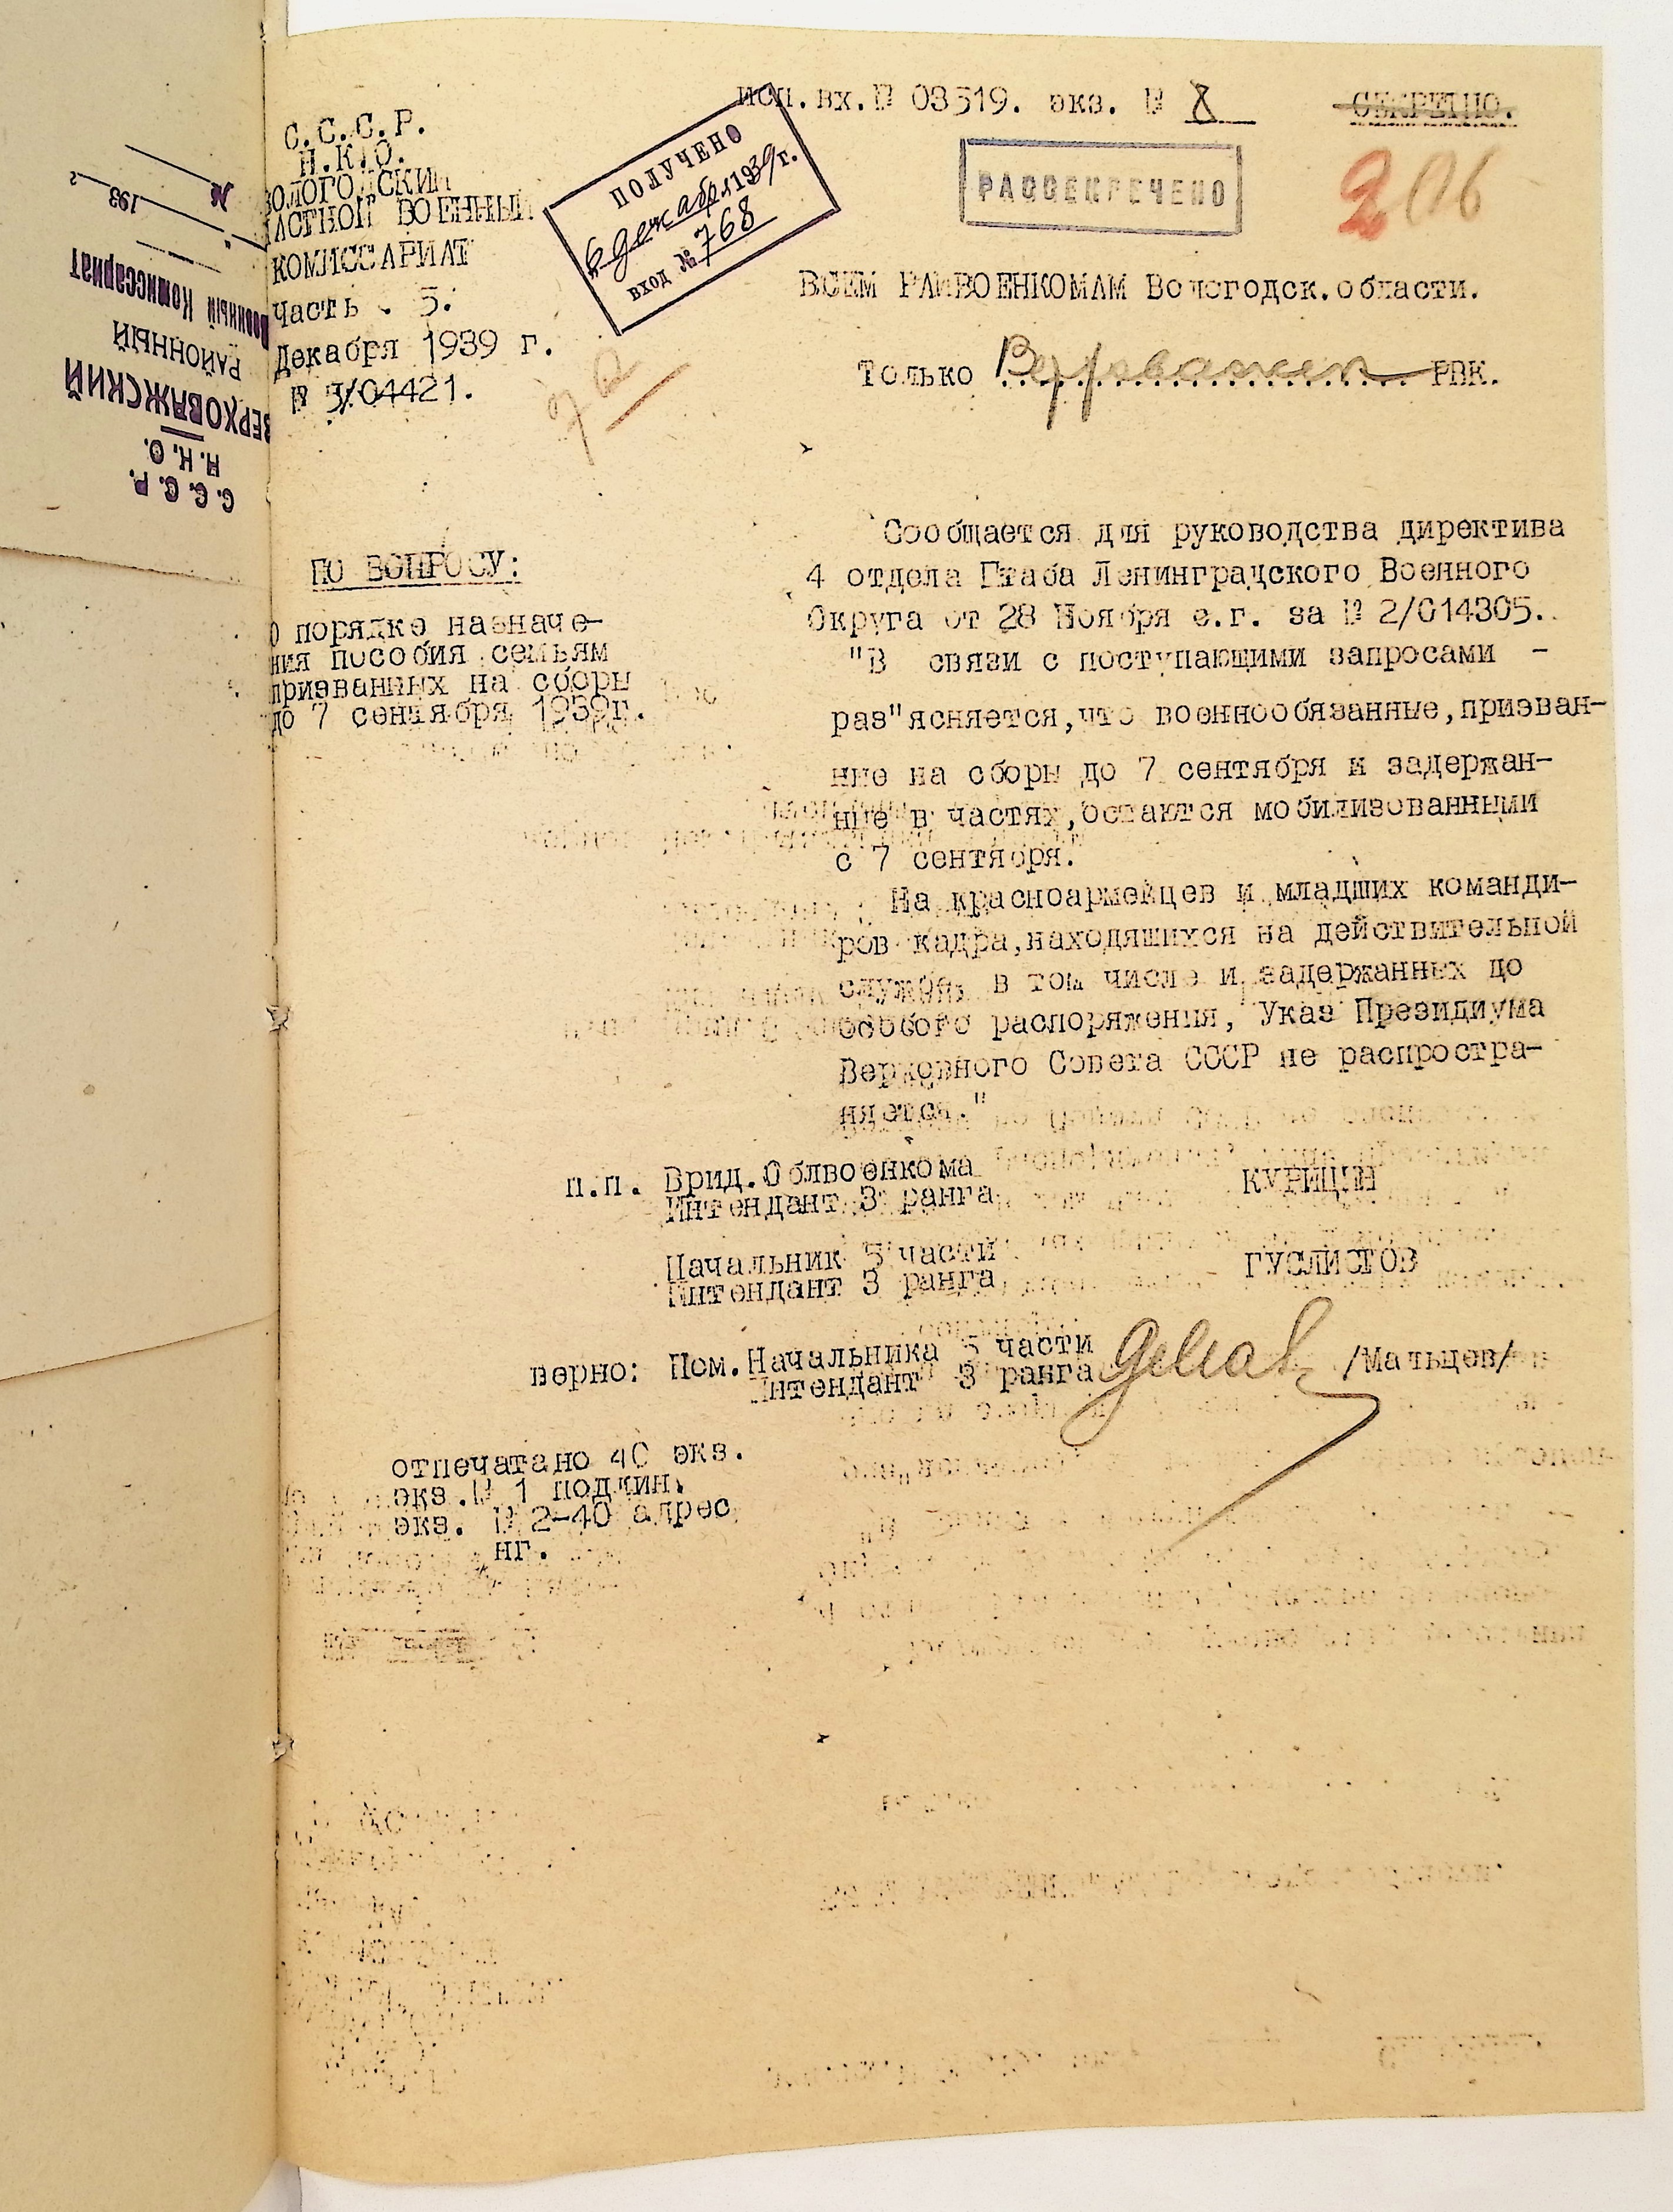 исп.вх.№ 03519. экз. № 8
СЕКРЕТНО.
С.С.С.Р.
Н.К.О.
ВОЛОГОДСКИЙ
АСТНОЙ ВОЕННЫЙ
КОМИССАРИАТ
часть . 5.
Декабря 1939 г.
№ 5/04421.
ПОЛУЧЕНО
6 декабря 1939 г.
ВХОД № 768
РАССЕКРЕЧЕНО
206
ВСЕМ РАЙВОЕНКОМАМ Вологодск.области.
Только Верховажск РВК.
С. С. С. Р.
Н. К. О.
ВЕРХОВАЖСКИЙ
РАЙОННЫЙ
Военный Комиссариат
"
№
193 г
ПО ВОПРОСУ:
О порядке назначе-
ния пособия семьям
призванных на сборы
до 7 сентября 1939г.
Сообщается для руководства директива
4 отдела Штаба Ленинградского Военного
Округа от 28 Ноября с.г. за № 2/014305.
"В связи с поступающими запросами -
раз"ясняется,что военнообязанные,призван-
ные на сборы до 7 сентября и задержан-
ные в частях,остаются мобилизованными
с 7 сентября.
На красноармейцев и младших команди-
ров кадра,находящихся на действительной
службе, в том числе и задержанных до
особого распоряжения, Указ Президиума
Верховного Совета СССР не распростра-
няется."
п.п. Врид.Облвоенкома
Интендант 3 ранга КУРИЦИН
Начальник 5 части
Интендант 3 ранга ГУСЛИСТОВ
верно: Пом.Начальника 5 части
Интендант 3 ранга /Мальцев/
отпечатано 40 экз.
экз.№ 1 подлин.
экз. № 2-40 адрес
нг.